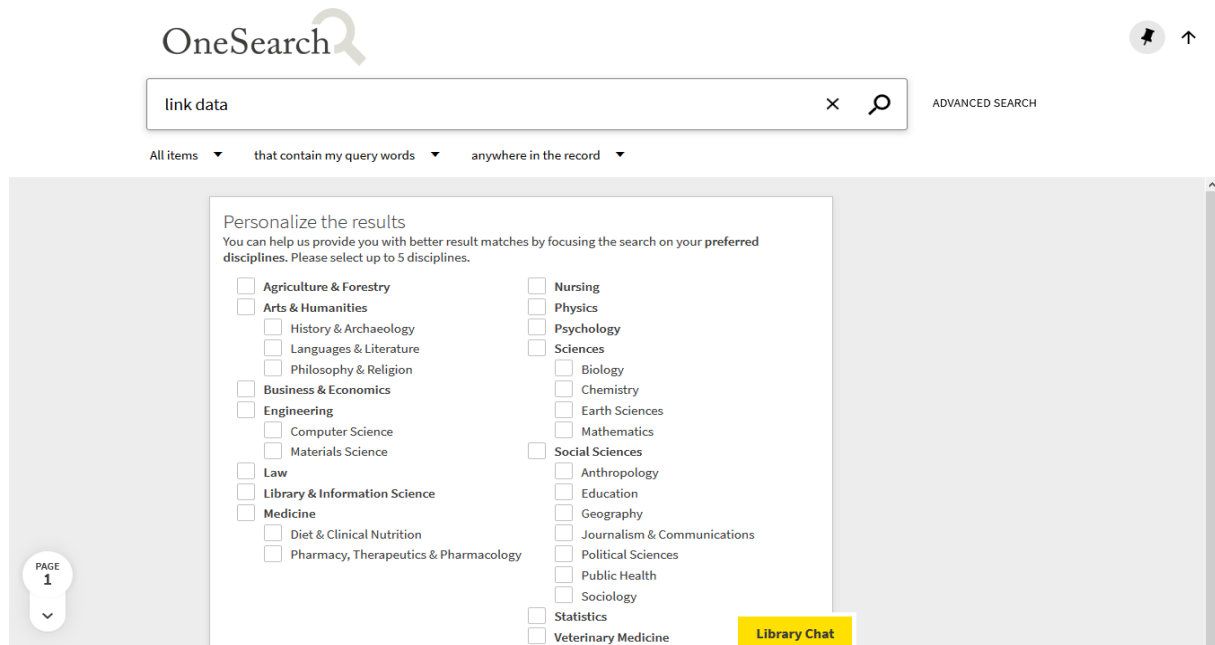 OneSearch
link data
ADVANCED SEARCH
All items that contain my query words anywhere in the record
Personalize the results
You can help us provide you with better result matches by focusing the search on your preferred
disciplines. Please select up to 5 disciplines.
Agriculture & Forestry
Arts & Humanities
History & Archaeology
Languages & Literature
Philosophy & Religion
Business & Economics
Engineering
Computer Science
Materials Science
Law
Library & Information Science
Medicine
Diet & Clinical Nutrition
Pharmacy, Therapeutics & Pharmacology
Nursing
Physics
Psychology
Sciences
Biology
Chemistry
Earth Sciences
Mathematics
Social Sciences
Anthropology
Education
Geography
Journalism & Communications
Political Sciences
Public Health
Sociology
Statistics
Veterinary Medicine
PAGE
1
Library Chat